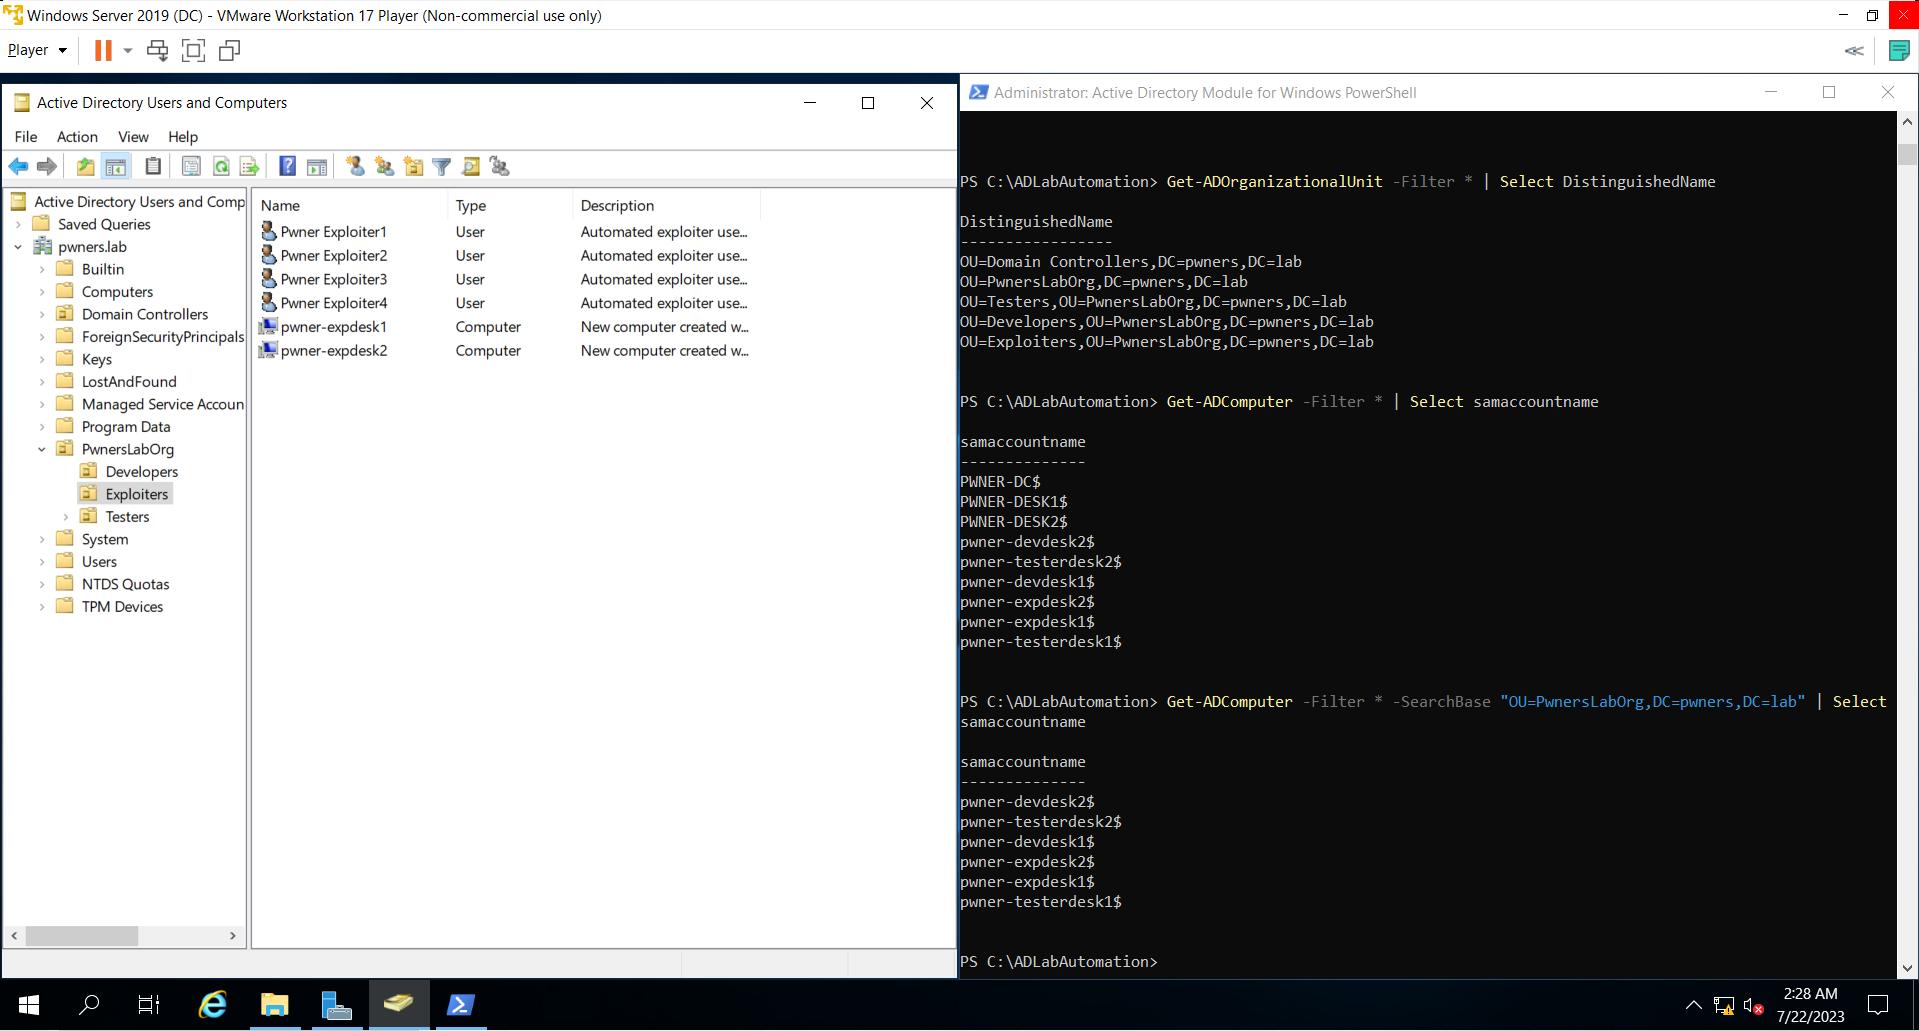 Windows Server 2019 (DC) - VMware Workstation 17 Player (Non-commercial use only)
Player
Active Directory Users and Computers
File Action View Help
Active Directory Users and Comp
Saved Queries
pwners.lab
Builtin
Computers
Domain Controllers
ForeignSecurityPrincipals
Keys
LostAndFound
Managed Service Accoun
Program Data
PwnersLabOrg
Developers
Exploiters
Testers
System
Users
NTDS Quotas
TPM Devices
Name Type Description
Pwner Exploiter1 User Automated exploiter use...
Pwner Exploiter2 User Automated exploiter use...
Pwner Exploiter3 User Automated exploiter use...
Pwner Exploiter4 User Automated exploiter use...
pwner-expdesk1 Computer New computer created w...
pwner-expdesk2 Computer New computer created w...
Administrator: Active Directory Module for Windows PowerShell
PS C:\ADLabAutomation> Get-ADOrganizationalUnit -Filter * | Select DistinguishedName
DistinguishedName
-----------------
OU=Domain Controllers,DC=pwners,DC=lab
OU=PwnersLabOrg,DC=pwners,DC=lab
OU=Testers,OU=PwnersLabOrg,DC=pwners,DC=lab
OU=Developers,OU=PwnersLabOrg,DC=pwners,DC=lab
OU=Exploiters,OU=PwnersLabOrg,DC=pwners,DC=lab
PS C:\ADLabAutomation> Get-ADComputer -Filter * | Select samaccountname
samaccountname
--------------
PWNER-DC$
PWNER-DESK1$
PWNER-DESK2$
pwner-devdesk2$
pwner-testerdesk2$
pwner-devdesk1$
pwner-expdesk2$
pwner-expdesk1$
pwner-testerdesk1$
PS C:\ADLabAutomation> Get-ADComputer -Filter * -SearchBase "OU=PwnersLabOrg,DC=pwners,DC=lab" | Select
samaccountname
samaccountname
--------------
pwner-devdesk2$
pwner-testerdesk2$
pwner-devdesk1$
pwner-expdesk2$
pwner-expdesk1$
pwner-testerdesk1$
PS C:\ADLabAutomation>
2:28 AM
7/22/2023